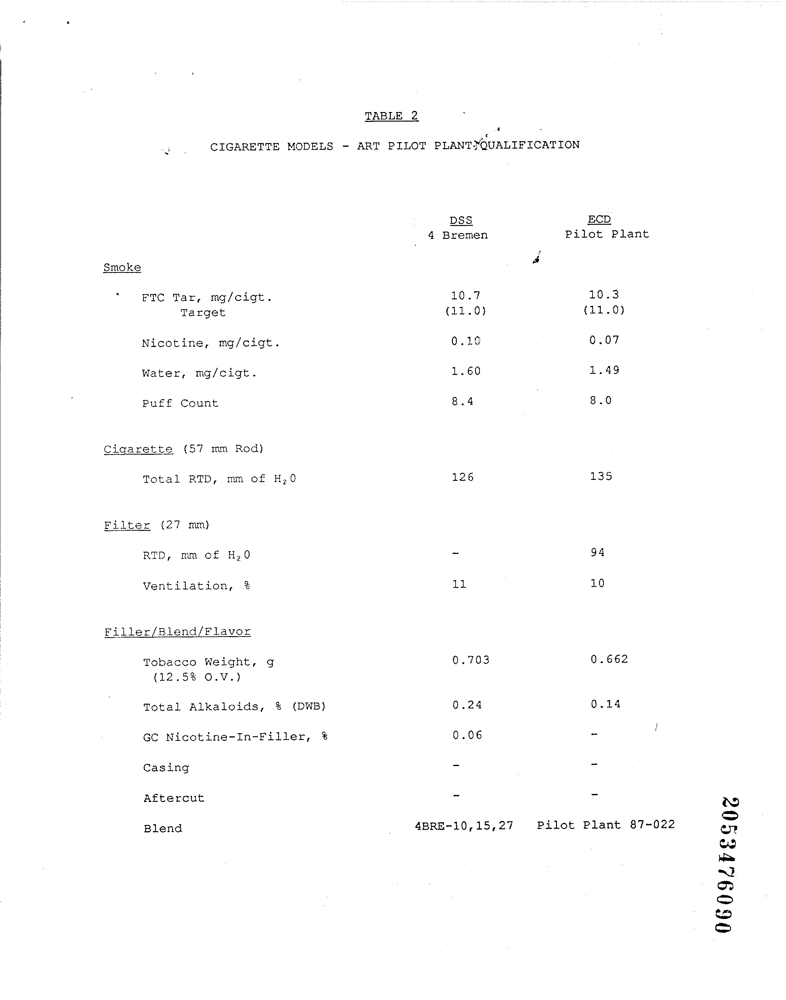 TABLE 2
CIGARETTE MODELS - ART PILOT PLANT QUALIFICATION
DSS ECD
4 Bremen Pilot Plant
Smoke
FTC Tar, mg/cigt. 10.7 10.3
Target (11.0) (11.0)
Nicotine, mg/cigt. 0.10 0.07
Water, mg/cigt. 1.60 1.49
Puff Count 8.4 8.0
Cigarette (57 mm Rod)
Total RTD, mm of H₂0 126 135
Filter (27 mm)
RTD, mm of H₂0 - 94
Ventilation, % 11 10
Filler/Blend/Flavor
Tobacco Weight, g 0.703 0.662
(12.5% O.V.)
Total Alkaloids, % (DWB) 0.24 0.14
GC Nicotine-In-Filler, % 0.06 -
Casing - -
Aftercut - -
Blend 4BRE-10,15,27 Pilot Plant 87-022
2053476090